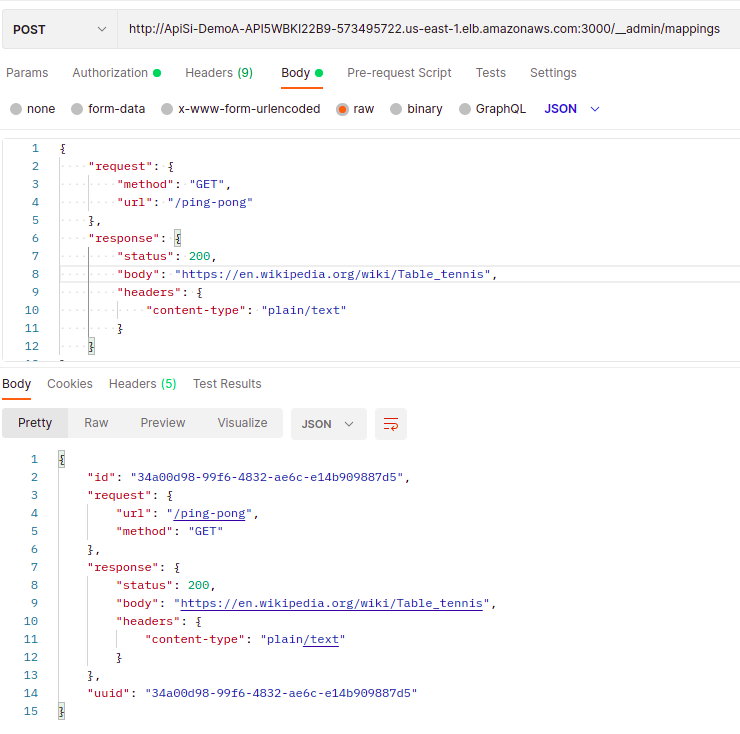 POST http://ApiSi-DemoA-API5WBKI22B9-573495722.us-east-1.elb.amazonaws.com:3000/__admin/mappings
Params Authorization Headers (9) Body Pre-request Script Tests Settings
none form-data x-www-form-urlencoded raw binary GraphQL JSON
1 {
2 "request": {
3 "method": "GET",
4 "url": "/ping-pong"
5 },
6 "response": {
7 "status": 200,
8 "body": "https://en.wikipedia.org/wiki/Table_tennis",
9 "headers": {
10 "content-type": "plain/text"
11 }
12 }
Body Cookies Headers (5) Test Results
Pretty Raw Preview Visualize JSON
1 {
2 "id": "34a00d98-99f6-4832-ae6c-e14b909887d5",
3 "request": {
4 "url": "/ping-pong",
5 "method": "GET"
6 },
7 "response": {
8 "status": 200,
9 "body": "https://en.wikipedia.org/wiki/Table_tennis",
10 "headers": {
11 "content-type": "plain/text"
12 }
13 },
14 "uuid": "34a00d98-99f6-4832-ae6c-e14b909887d5"
15 }